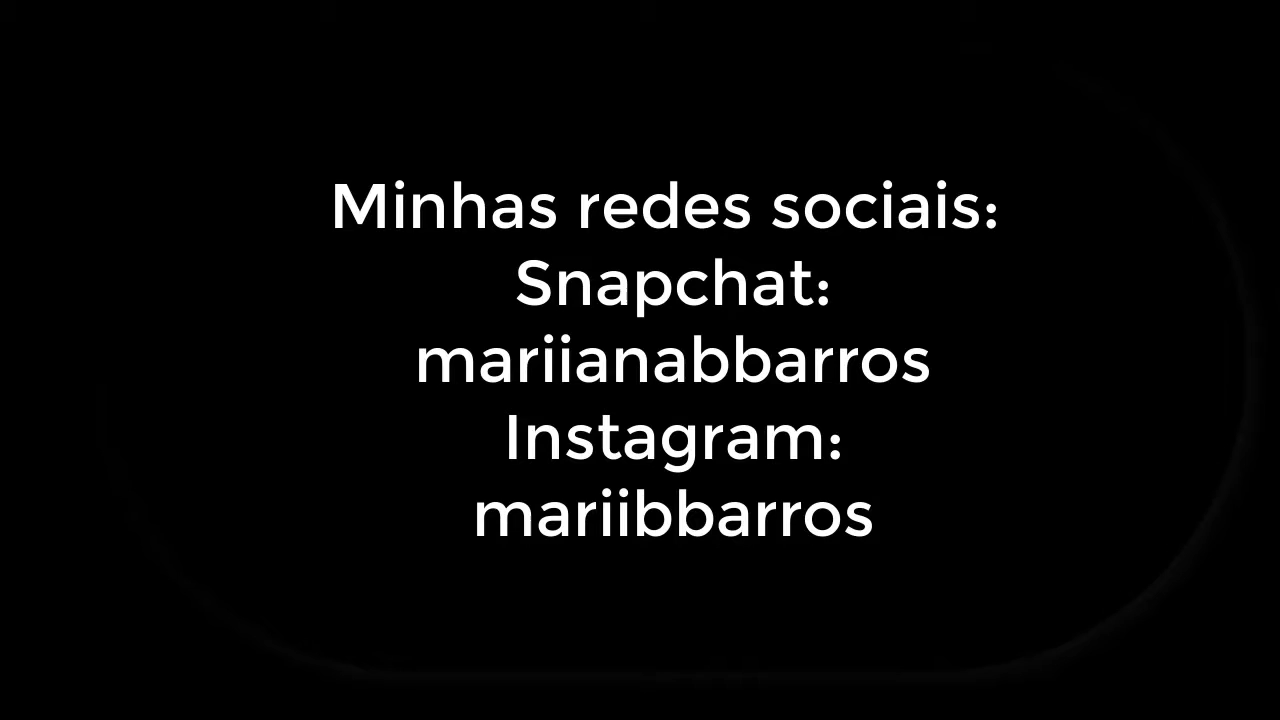 Minhas redes sociais:
Snapchat:
mariianabbarros
Instagram:
mariibbarros